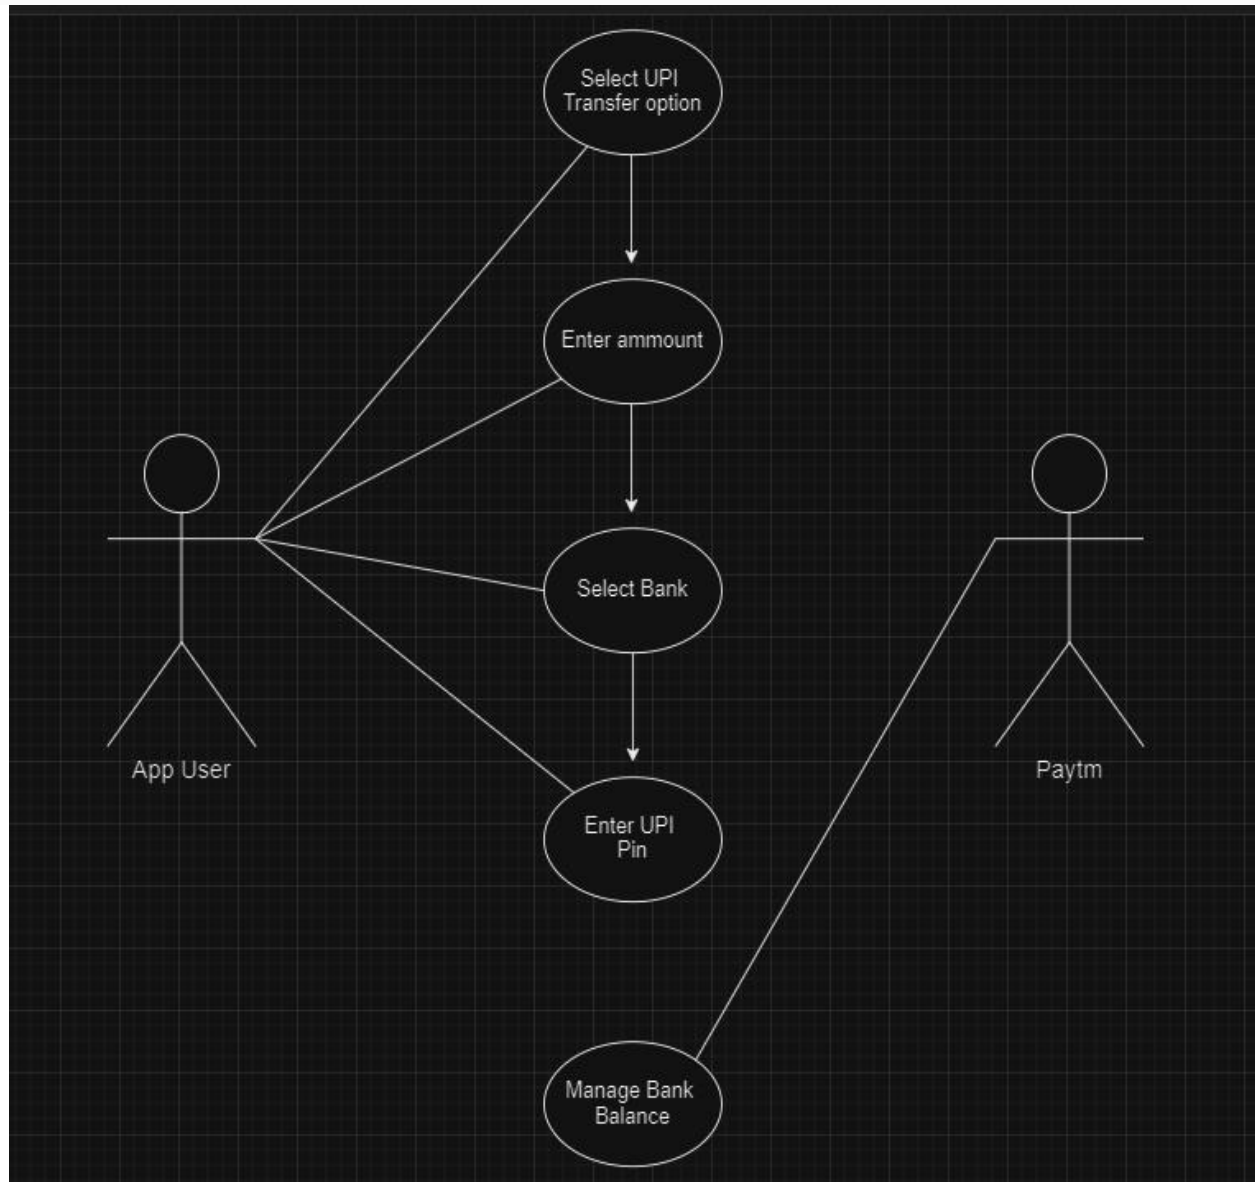 Select UPI
Transfer option
Enter ammount
Select Bank
App User
Paytm
Enter UPI
Pin
Manage Bank
Balance